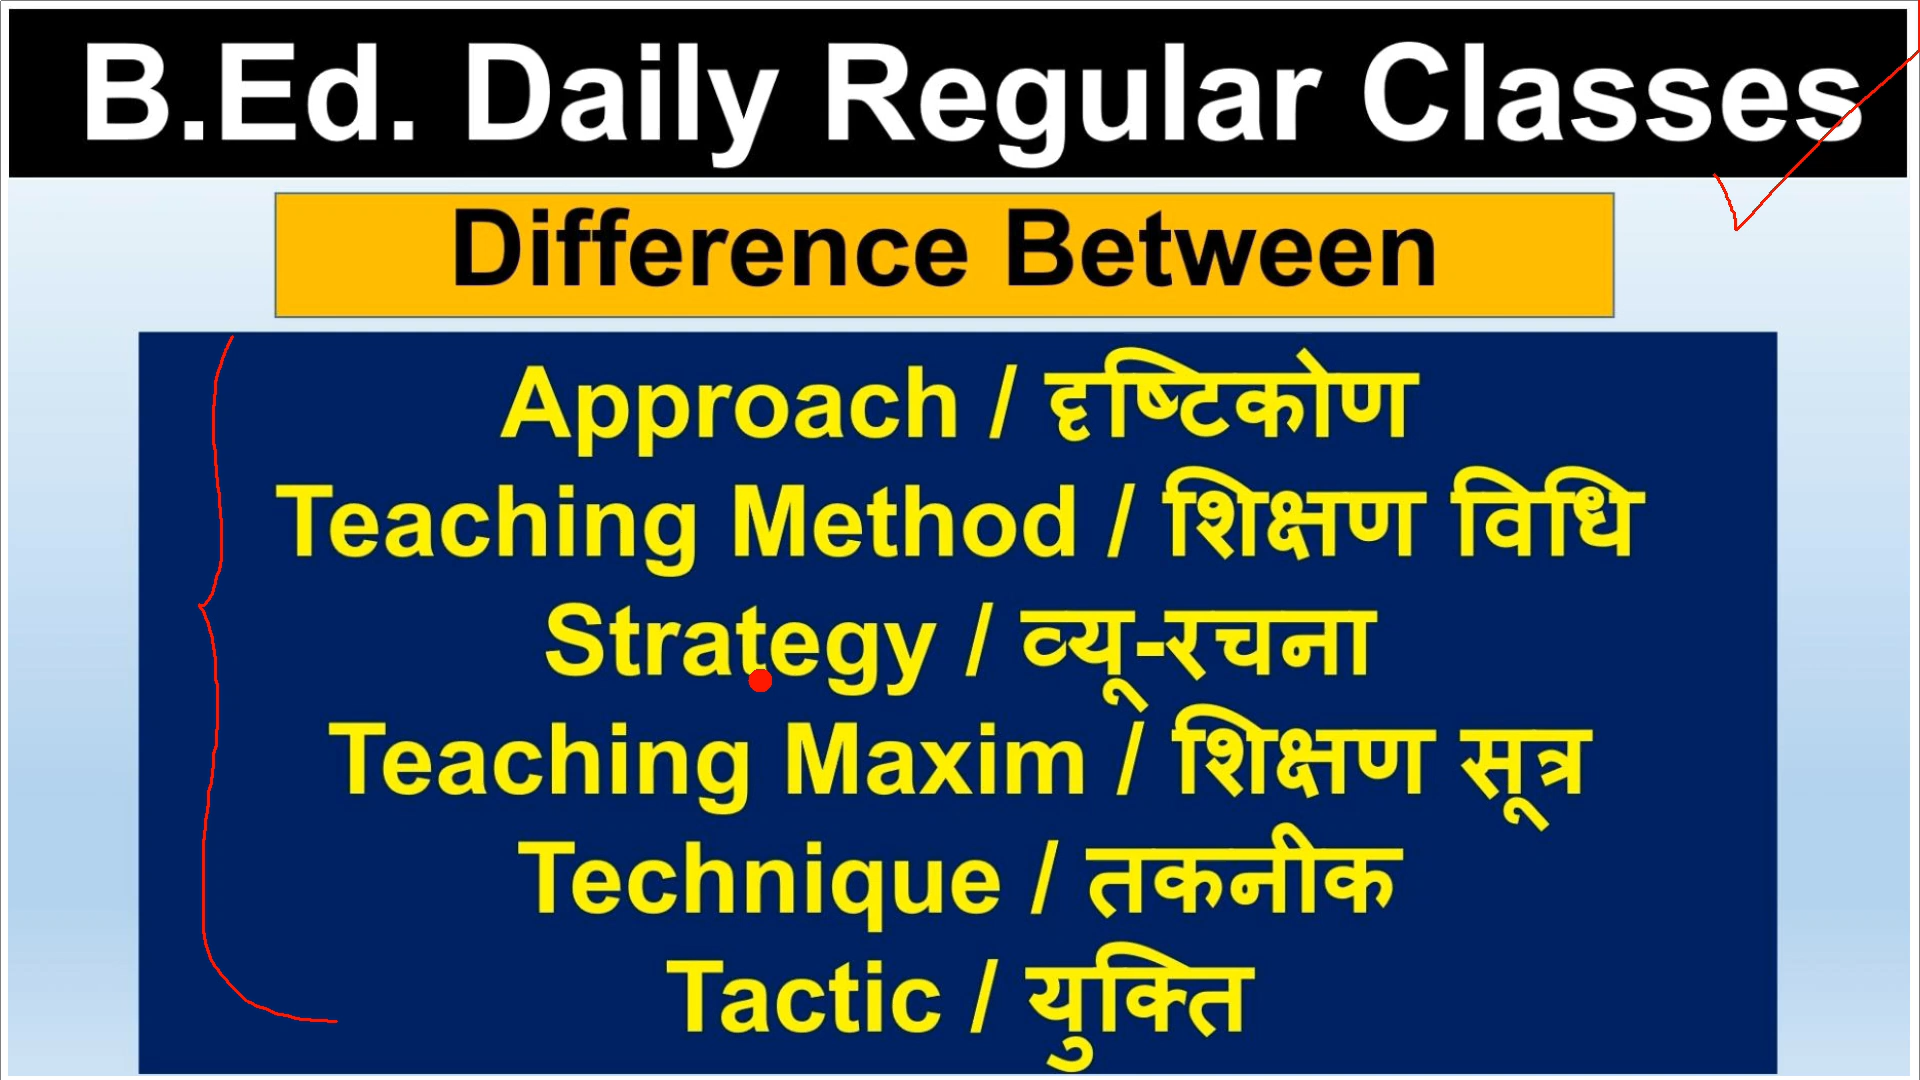 B.Ed. Daily Regular Classes
Difference Between
Approach / दृष्टिकोण
Teaching Method / शिक्षण विधि
Strategy / व्यू-रचना
Teaching Maxim / शिक्षण सूत्र
Technique / तकनीक
Tactic / युक्ति